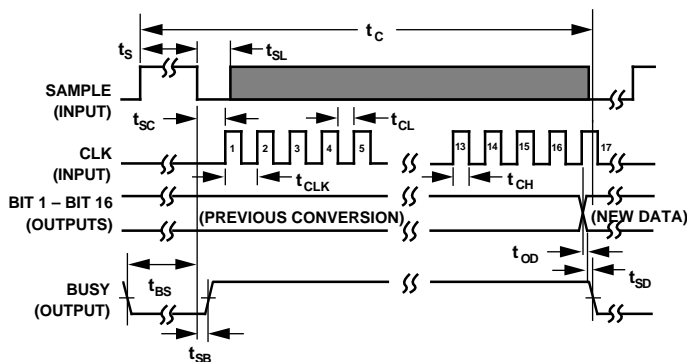 tC
tS
tSL
SAMPLE
(INPUT)
tSC
tCL
CLK
(INPUT)
1 2 3 4 5 13 14 15 16 17
tCLK
tCH
BIT 1 – BIT 16
(OUTPUTS)
(PREVIOUS CONVERSION)
(NEW DATA)
tOD
tSD
tBS
BUSY
(OUTPUT)
tSB